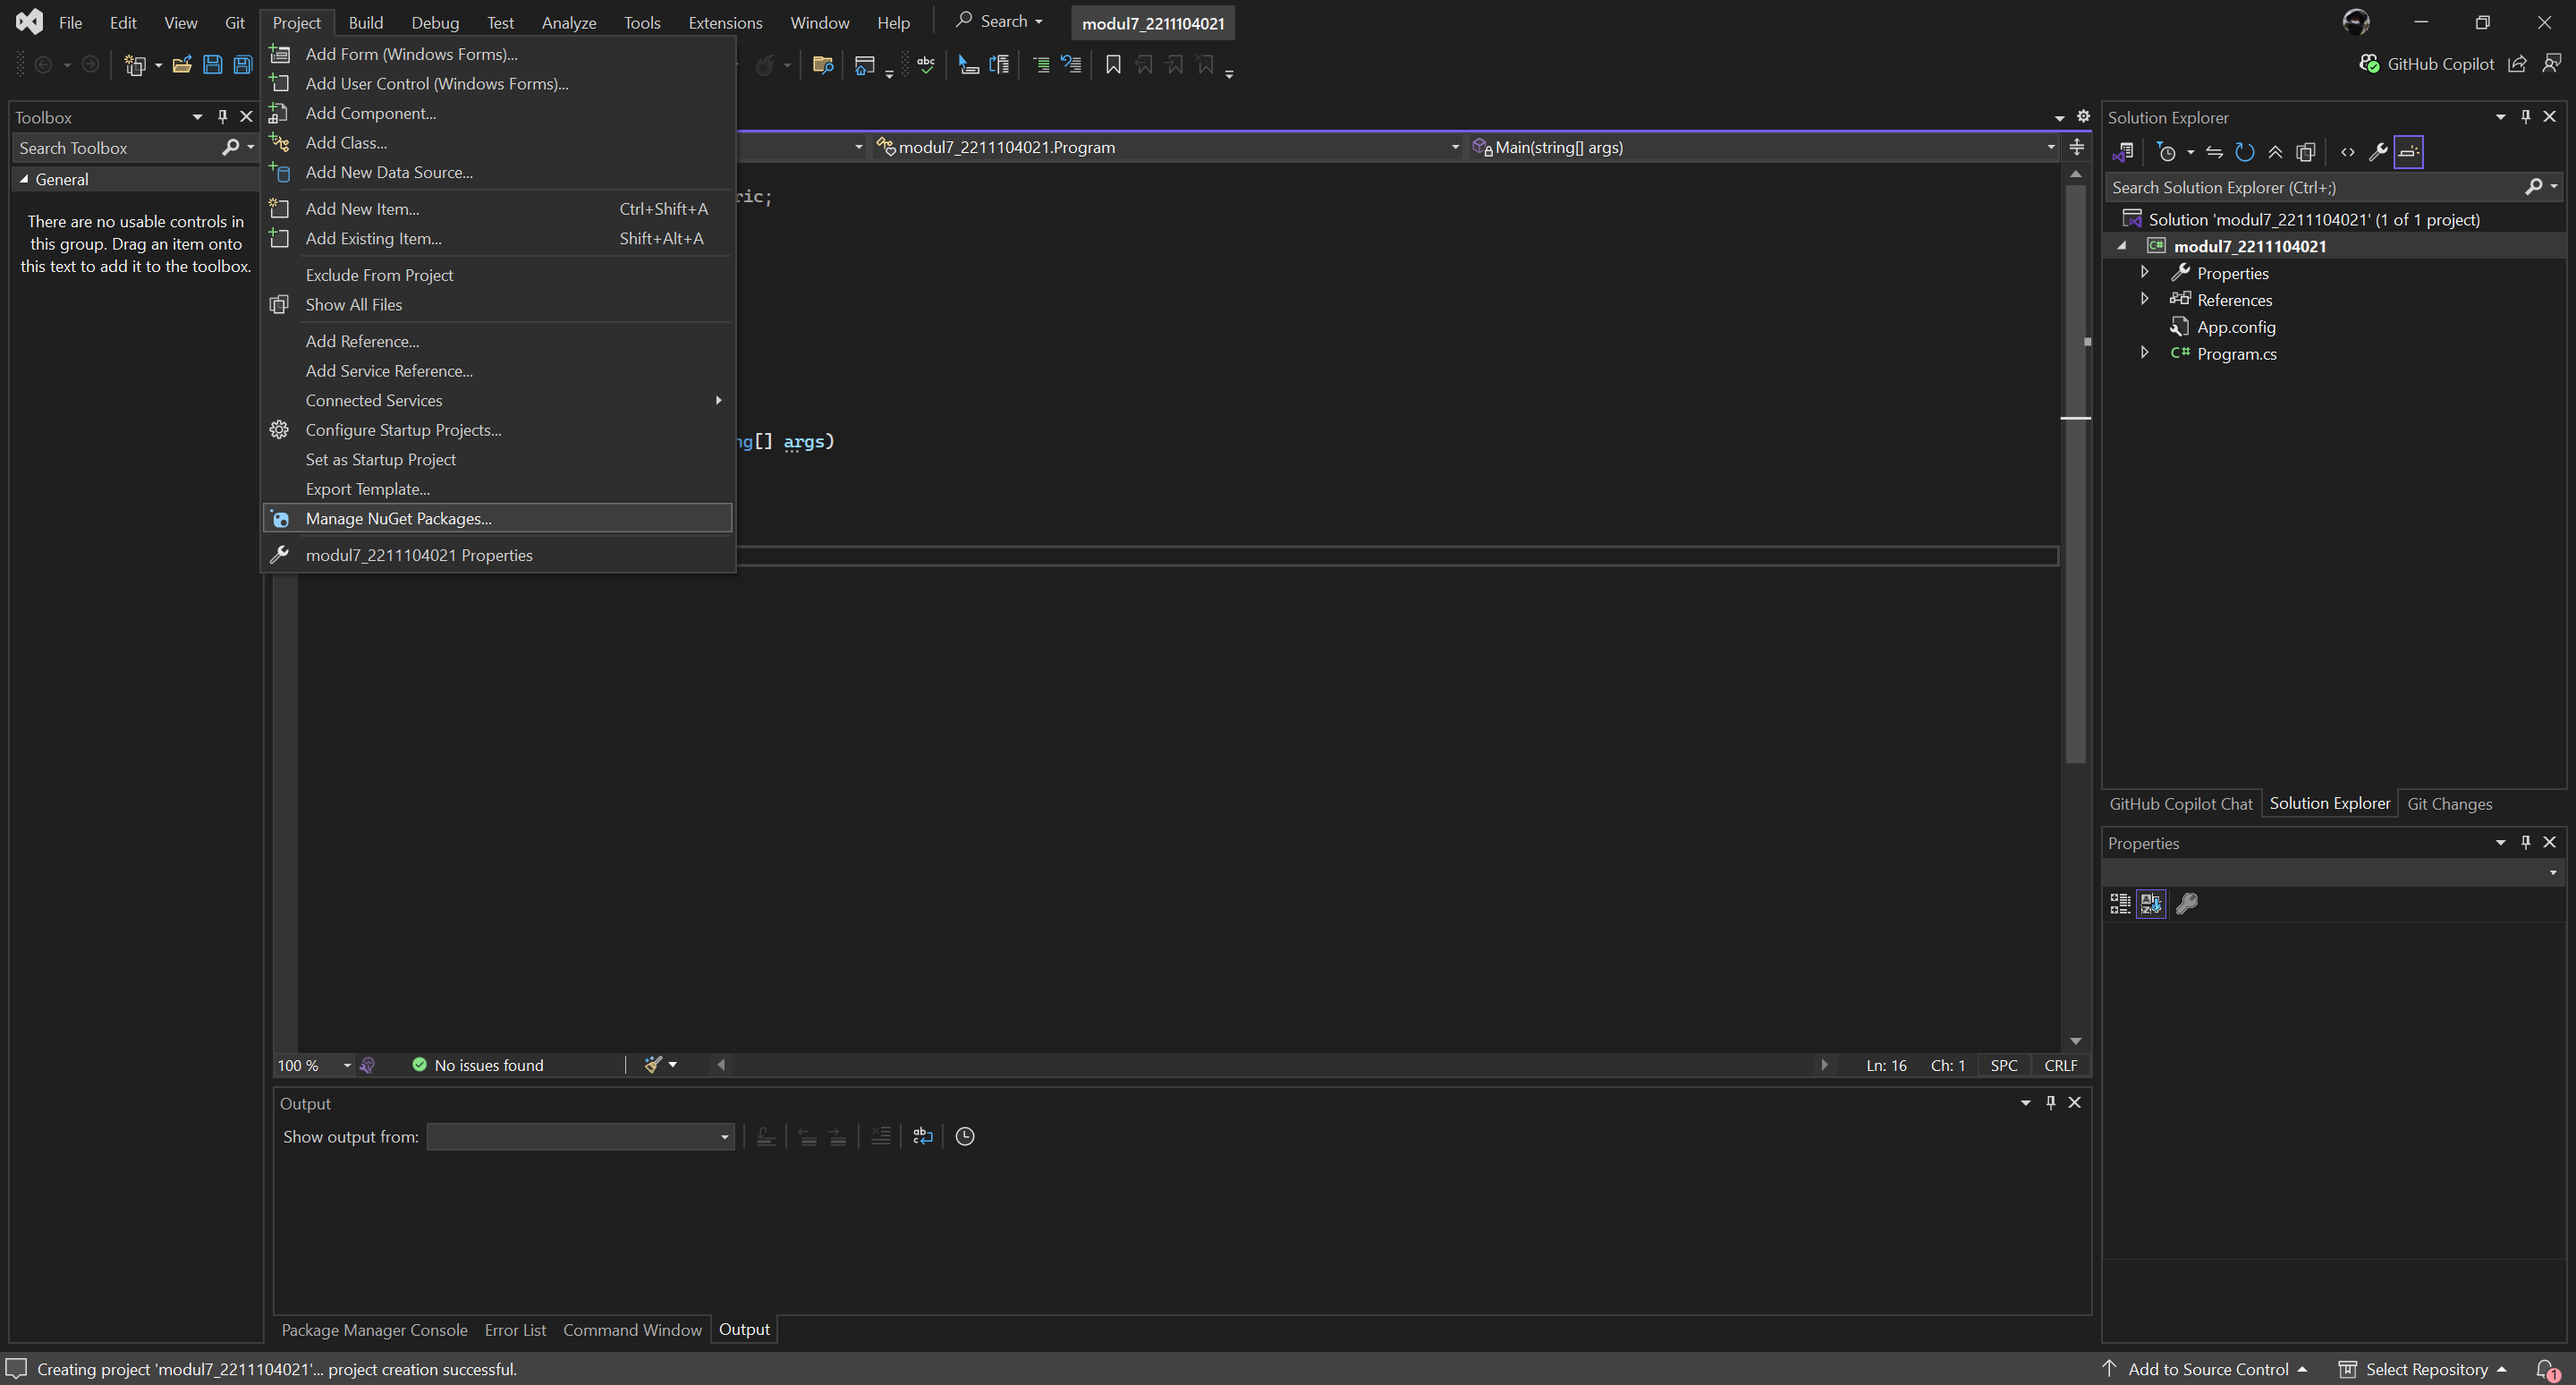 File Edit View Git Project Build Debug Test Analyze Tools Extensions Window Help Search modul7_2211104021
GitHub Copilot
Toolbox
Search Toolbox
General
There are no usable controls in
this group. Drag an item onto
this text to add it to the toolbox.
Add Form (Windows Forms)...
Add User Control (Windows Forms)...
Add Component...
Add Class...
Add New Data Source...
Add New Item... Ctrl+Shift+A
Add Existing Item... Shift+Alt+A
Exclude From Project
Show All Files
Add Reference...
Add Service Reference...
Connected Services
Configure Startup Projects...
Set as Startup Project
Export Template...
Manage NuGet Packages...
modul7_2211104021 Properties
modul7_2211104021.Program Main(string[] args)
ric;
ng[] args)
100 % No issues found Ln: 16 Ch: 1 SPC CRLF
Output
Show output from:
Package Manager Console Error List Command Window Output
Solution Explorer
Search Solution Explorer (Ctrl+;)
Solution 'modul7_2211104021' (1 of 1 project)
C# modul7_2211104021
Properties
References
App.config
C# Program.cs
GitHub Copilot Chat Solution Explorer Git Changes
Properties
Creating project 'modul7_2211104021'... project creation successful.
Add to Source Control Select Repository 1